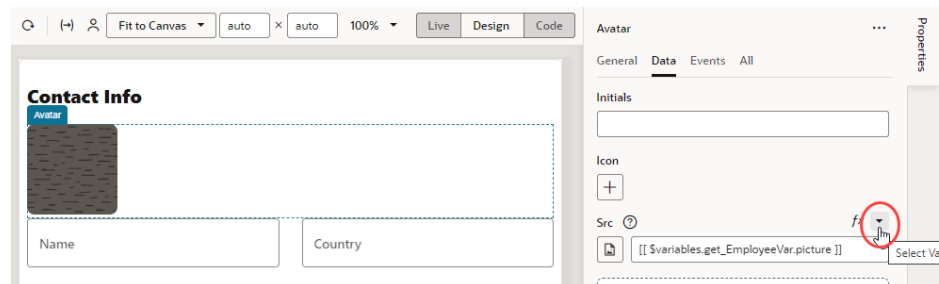 Fit to Canvas auto × auto 100% Live Design Code
Contact Info
Avatar
Name Country
Avatar
General Data Events All
Initials
Icon
Src
[[ $variables.get_EmployeeVar.picture ]]
Select Va
Properties